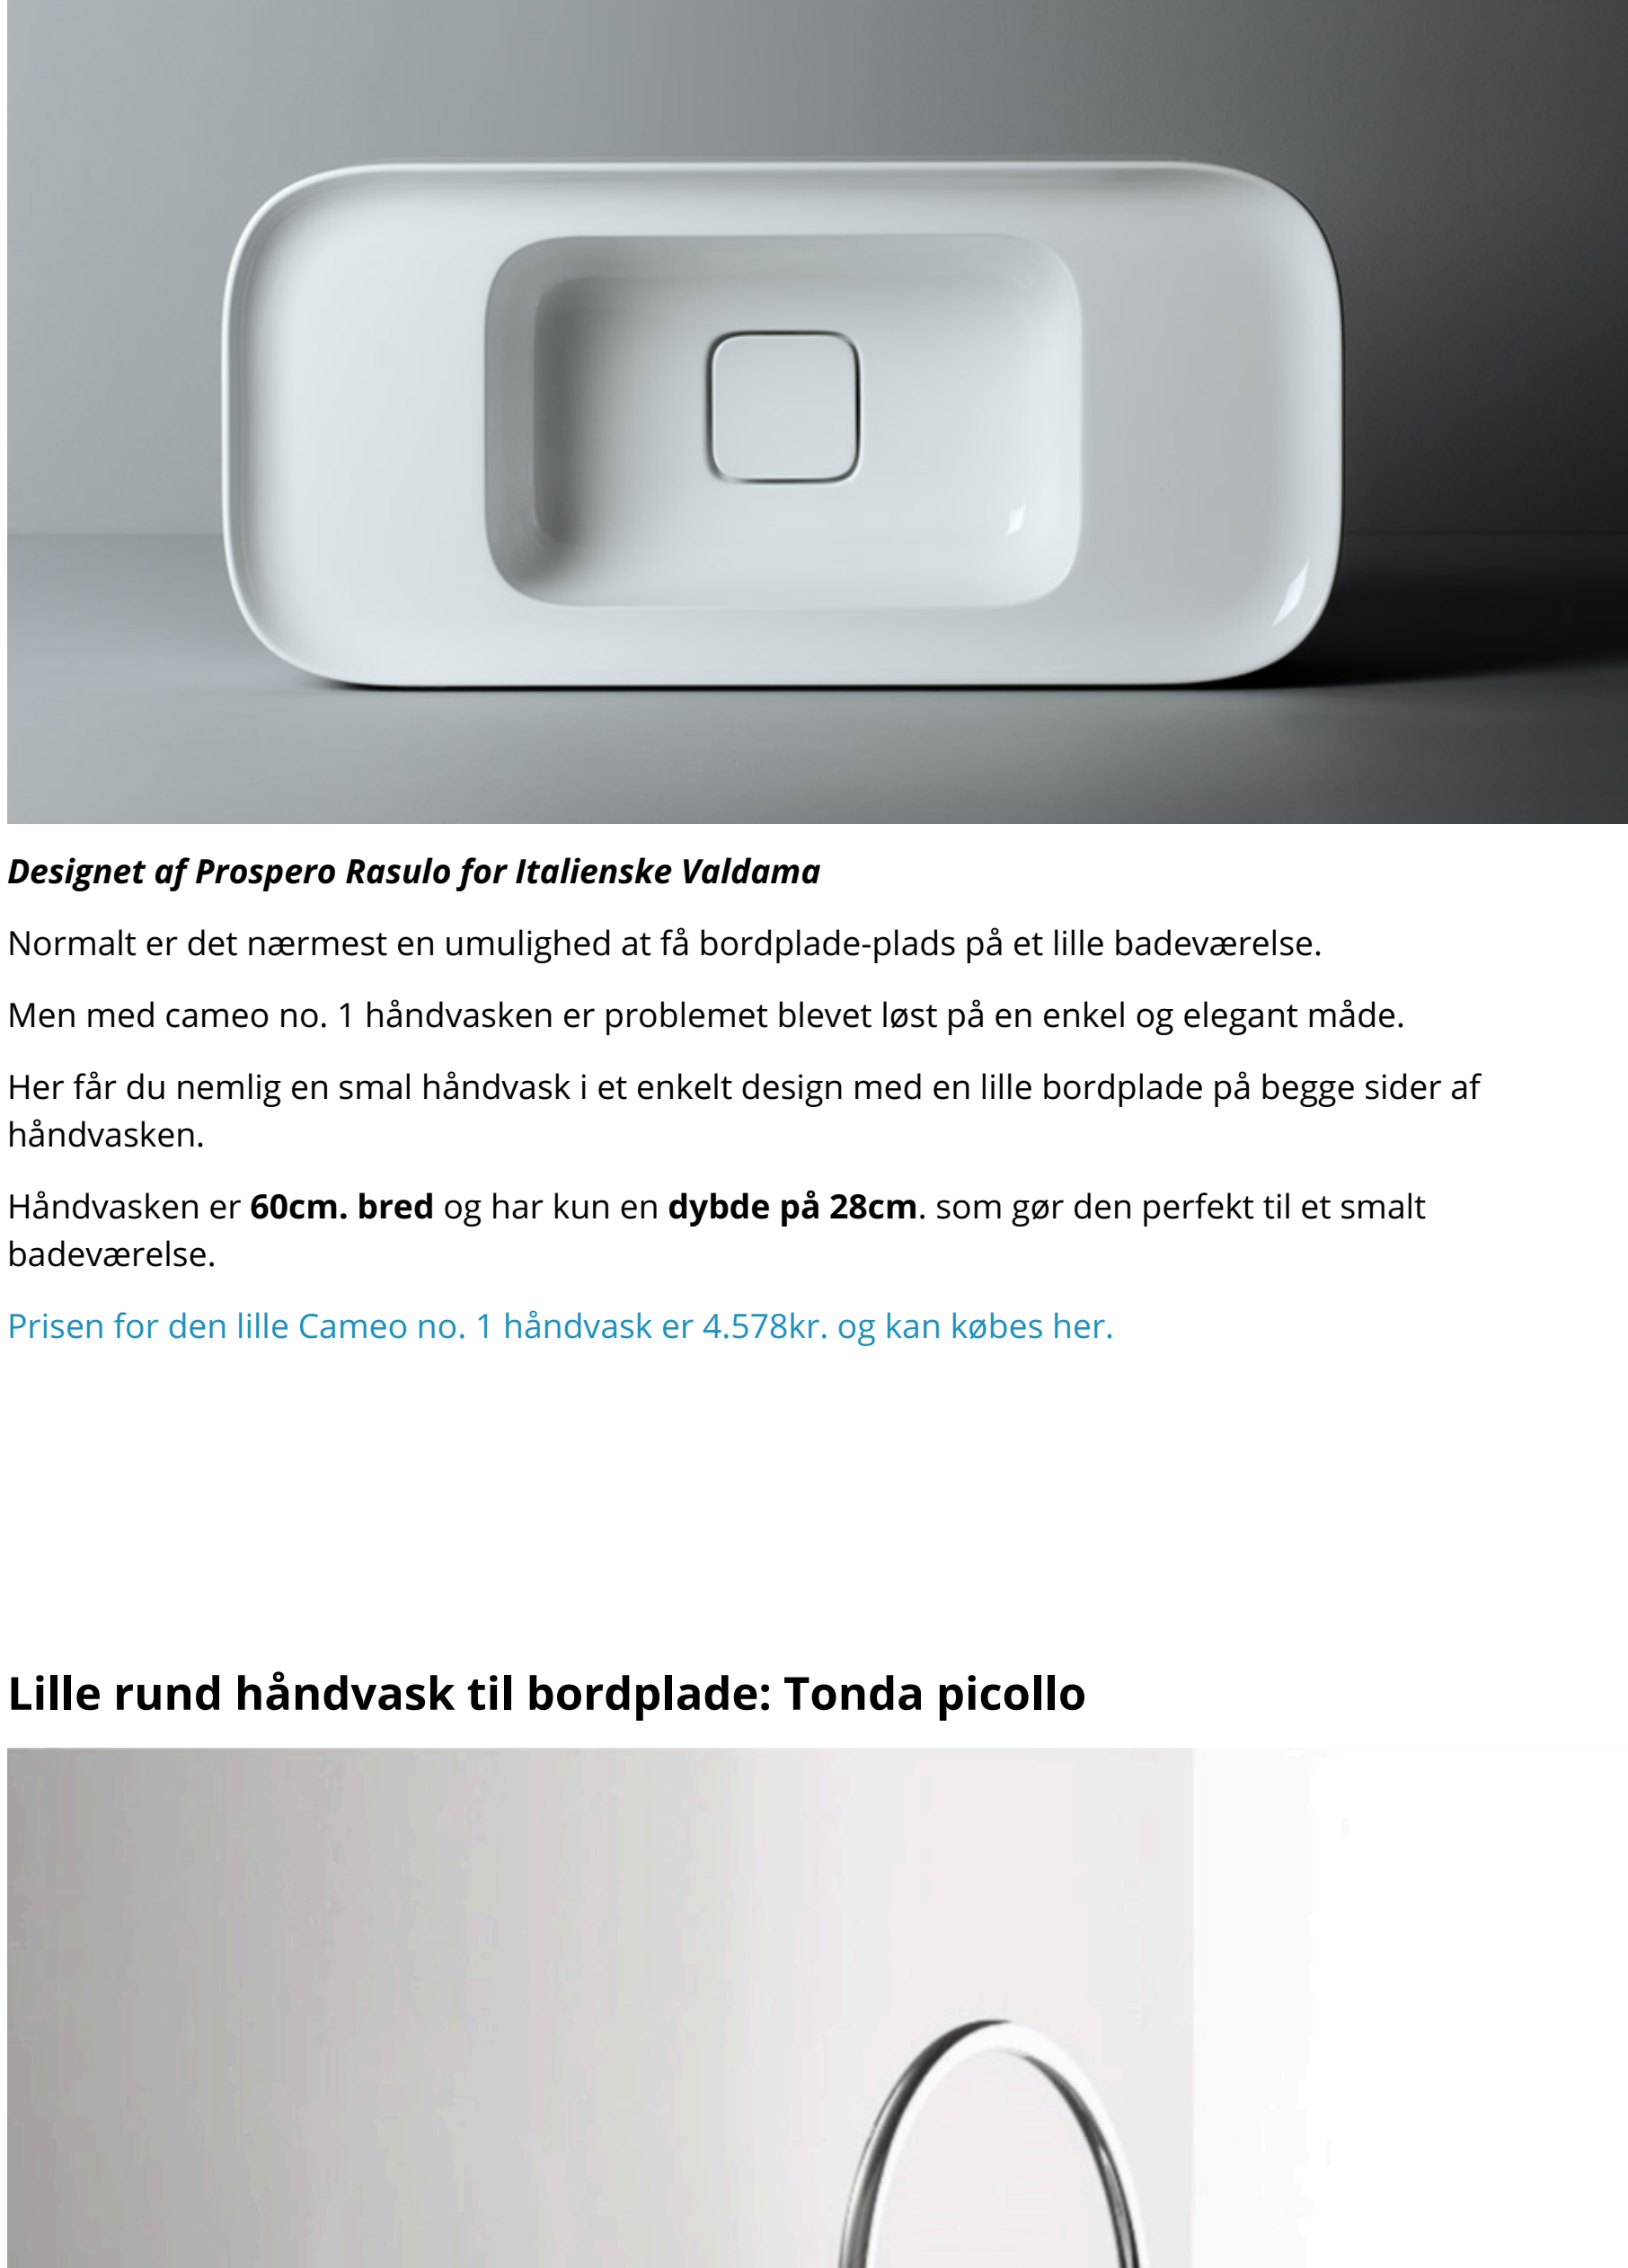 Designet af Prospero Rasulo for Italienske Valdama
Normalt er det nærmest en umulighed at få bordplade-plads på et lille badeværelse.
Men med cameo no. 1 håndvasken er problemet blevet løst på en enkel og elegant måde.
Her får du nemlig en smal håndvask i et enkelt design med en lille bordplade på begge sider af
håndvasken.
Håndvasken er 60cm. bred og har kun en dybde på 28cm. som gør den perfekt til et smalt
badeværelse.
Prisen for den lille Cameo no. 1 håndvask er 4.578kr. og kan købes her.
Lille rund håndvask til bordplade: Tonda picollo